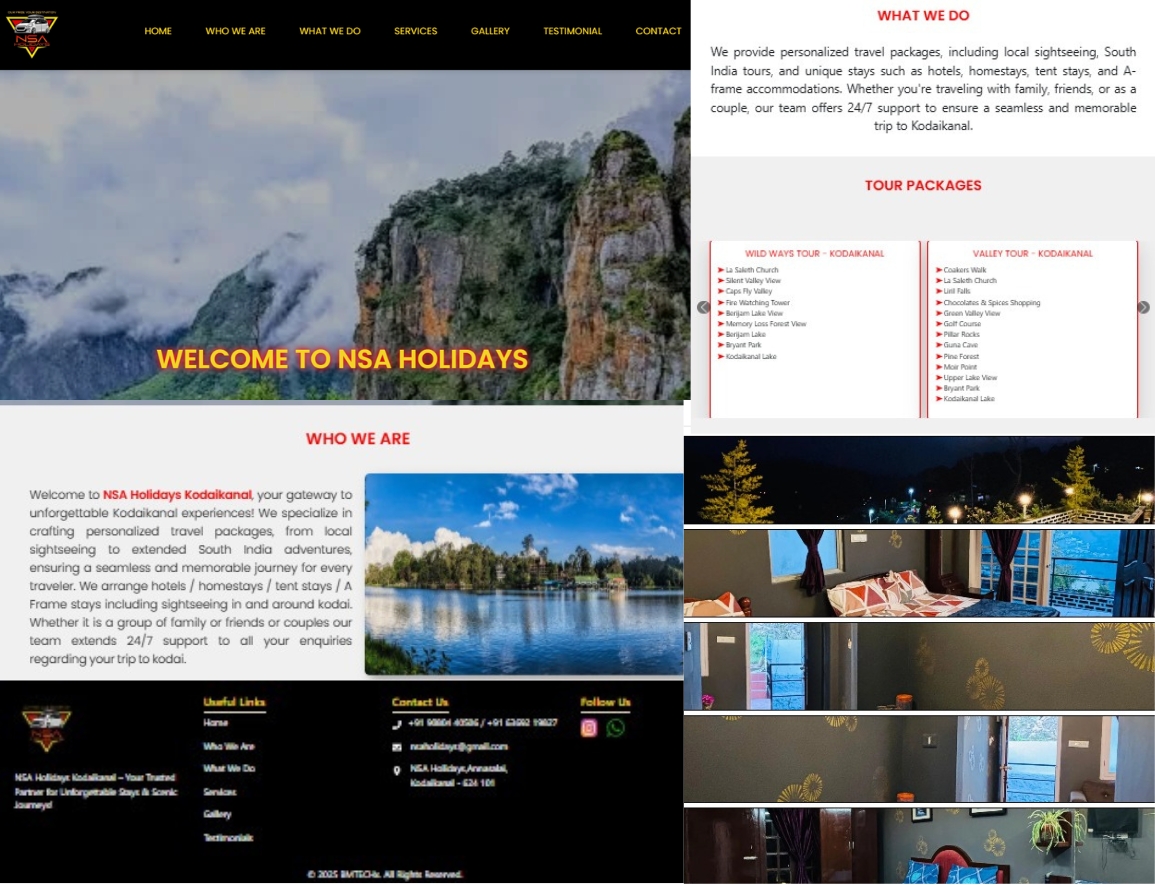 NSA
HOME
WHO WE ARE
WHAT WE DO
SERVICES
GALLERY
TESTIMONIAL
CONTACT
WELCOME TO NSA HOLIDAYS
WHO WE ARE
Welcome to NSA Holidays Kodaikanal, your gateway to
unforgettable Kodaikanal experiences! We specialize in
crafting personalized travel packages, from local
sightseeing to extended South India adventures,
ensuring a seamless and memorable journey for every
traveler. We arrange hotels / homestays / tent stays / A
Frame stays including sightseeing in and around kodai.
Whether it is a group of family or friends or couples our
team extends 24/7 support to all your enquiries
regarding your trip to kodai.
NSA Holidays Kodaikanal – Your Trusted
Partner for Unforgettable Stays & Scenic
Journeys!
Useful Links
Home
Who We Are
What We Do
Services
Gallery
Testimonials
Contact Us
nsaholidays@gmail.com
NSA Holidays,Annasalai,
Kodaikanal - 624 101
Follow Us
© 2025 BMTECHx. All Rights Reserved.
WHAT WE DO
We provide personalized travel packages, including local sightseeing, South
India tours, and unique stays such as hotels, homestays, tent stays, and A-
frame accommodations. Whether you're traveling with family, friends, or as a
couple, our team offers 24/7 support to ensure a seamless and memorable
trip to Kodaikanal.
TOUR PACKAGES
WILD WAYS TOUR - KODAIKANAL
➤La Saleth Church
➤Silent Valley View
➤Caps Fly Valley
➤Fire Watching Tower
➤Berijam Lake View
➤Memory Loss Forest View
➤Berijam Lake
➤Bryant Park
➤Kodaikanal Lake
VALLEY TOUR - KODAIKANAL
➤Coakers Walk
➤La Saleth Church
➤Liril Falls
➤Chocolates & Spices Shopping
➤Green Valley View
➤Golf Course
➤Pillar Rocks
➤Guna Cave
➤Pine Forest
➤Moir Point
➤Upper Lake View
➤Bryant Park
➤Kodaikanal Lake